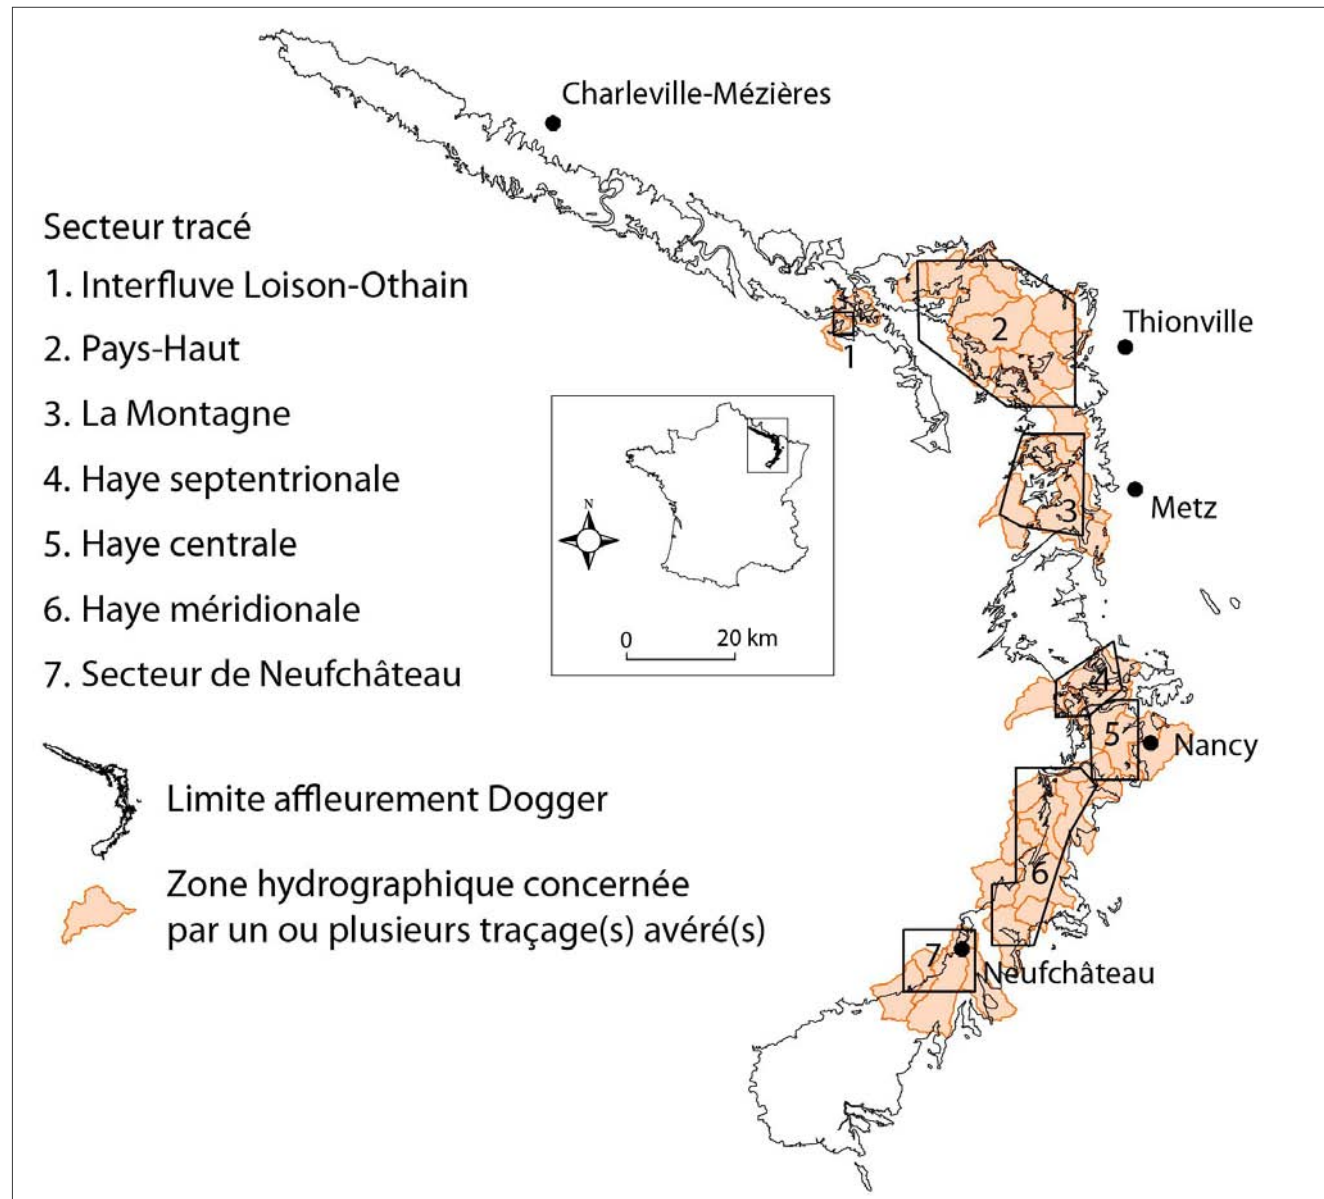 Charleville-Mézières
Secteur tracé
1. Interfluve Loison-Othain
2. Pays-Haut
3. La Montagne
4. Haye septentrionale
5. Haye centrale
6. Haye méridionale
7. Secteur de Neufchâteau
Limite affleurement Dogger
Zone hydrographique concernée
par un ou plusieurs traçage(s) avéré(s)
N
0 20 km
1
2
Thionville
3
Metz
4
5
Nancy
6
7
Neufchâteau